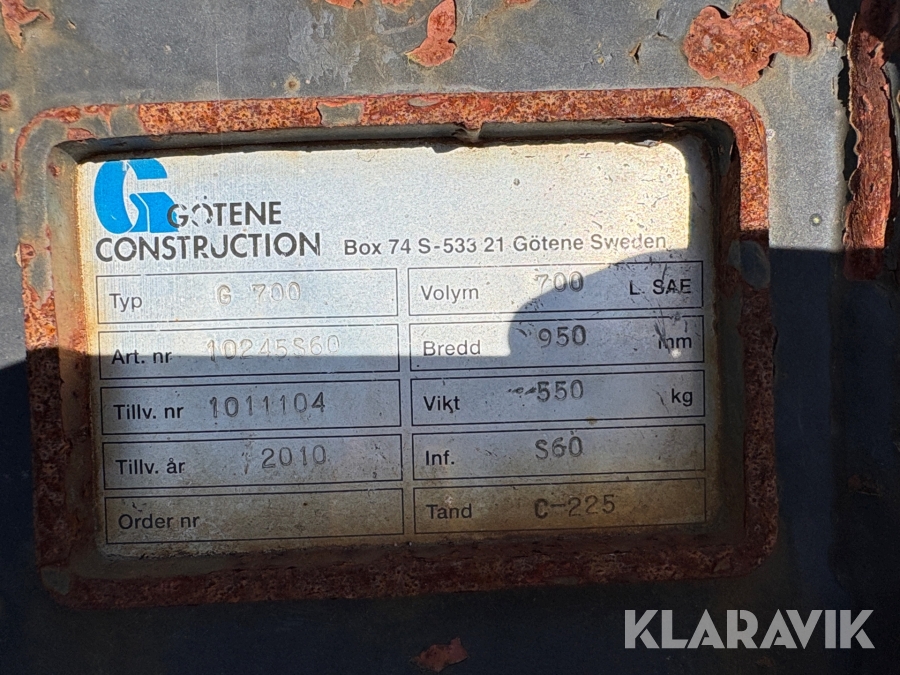 G
GÖTENE
CONSTRUCTION Box 74 S-533 21 Götene Sweden
Typ G 700 Volym 700 L. SAE
Art. nr 10245S60 Bredd 950 mm
Tillv. nr 1011104 Vikt 550 kg
Tillv. år 2010 Inf. S60
Order nr Tand C-225
KLARAVIK